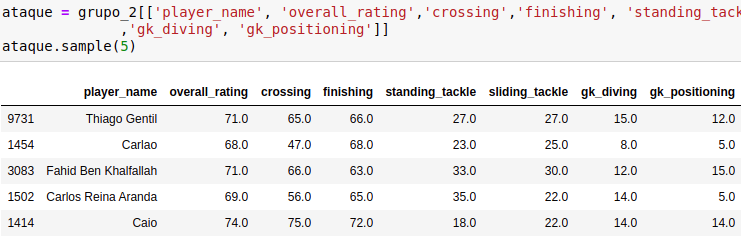 ataque = grupo_2[['player_name', 'overall_rating','crossing','finishing', 'standing_tack
,'gk_diving', 'gk_positioning']]
ataque.sample(5)
player_name overall_rating crossing finishing standing_tackle sliding_tackle gk_diving gk_positioning
9731 Thiago Gentil 71.0 65.0 66.0 27.0 27.0 15.0 12.0
1454 Carlao 68.0 47.0 68.0 23.0 25.0 8.0 5.0
3083 Fahid Ben Khalfallah 71.0 66.0 63.0 33.0 30.0 12.0 15.0
1502 Carlos Reina Aranda 69.0 56.0 65.0 35.0 22.0 14.0 5.0
1414 Caio 74.0 75.0 72.0 18.0 22.0 14.0 14.0